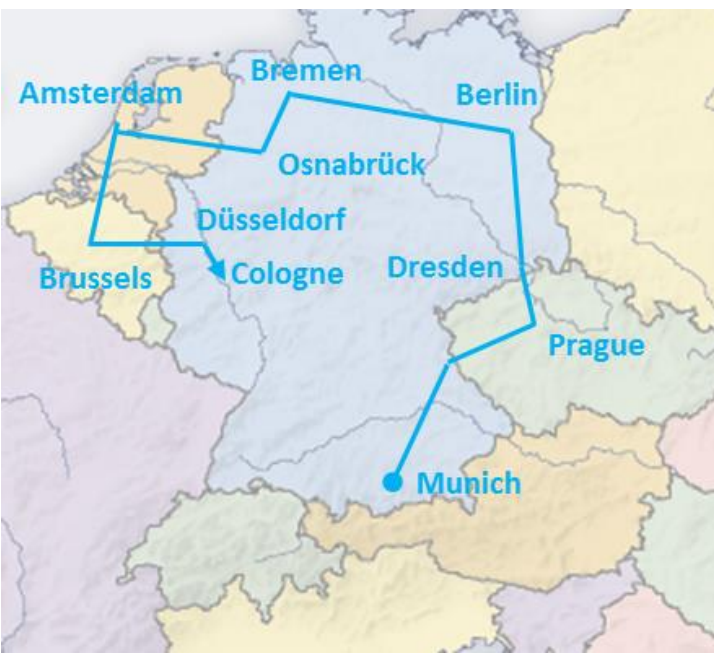 Bremen
Amsterdam
Berlin
Osnabrück
Düsseldorf
Cologne
Dresden
Brussels
Prague
Munich